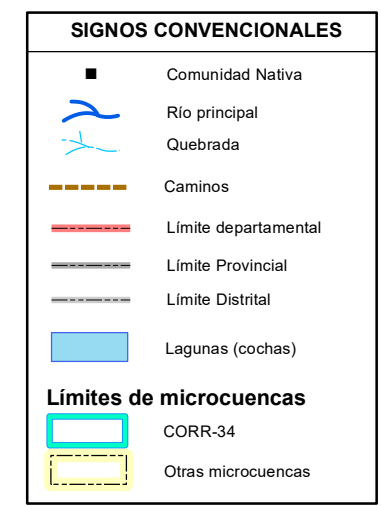 SIGNOS CONVENCIONALES
Comunidad Nativa
Río principal
Quebrada
Caminos
Límite departamental
Límite Provincial
Límite Distrital
Lagunas (cochas)
Límites de microcuencas
CORR-34
Otras microcuencas